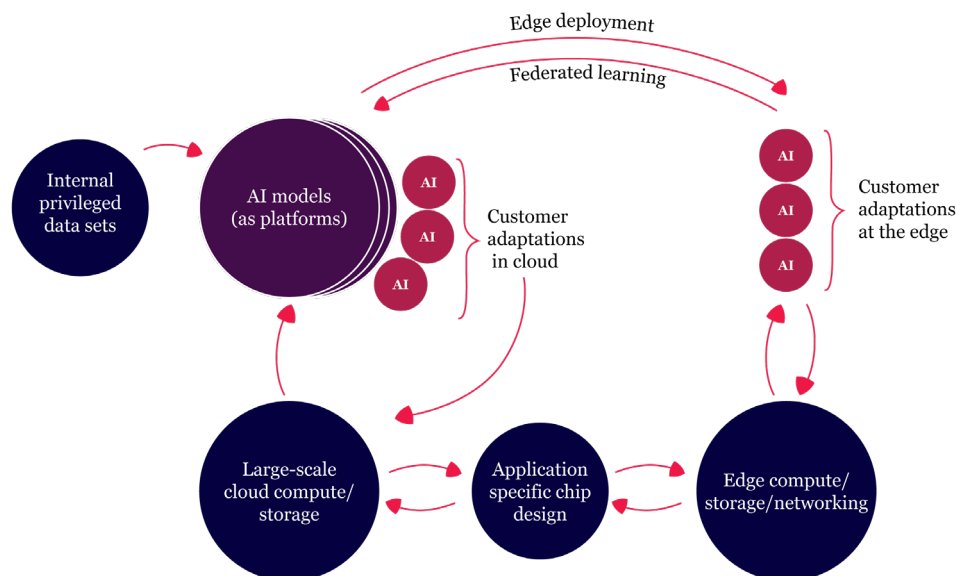 Edge deployment
Federated learning
Internal
privileged
data sets
AI models
(as platforms)
AI
AI
AI
Customer
adaptations
in cloud
AI
AI
AI
Customer
adaptations
at the edge
Large-scale
cloud compute/
storage
Application
specific chip
design
Edge compute/
storage/networking